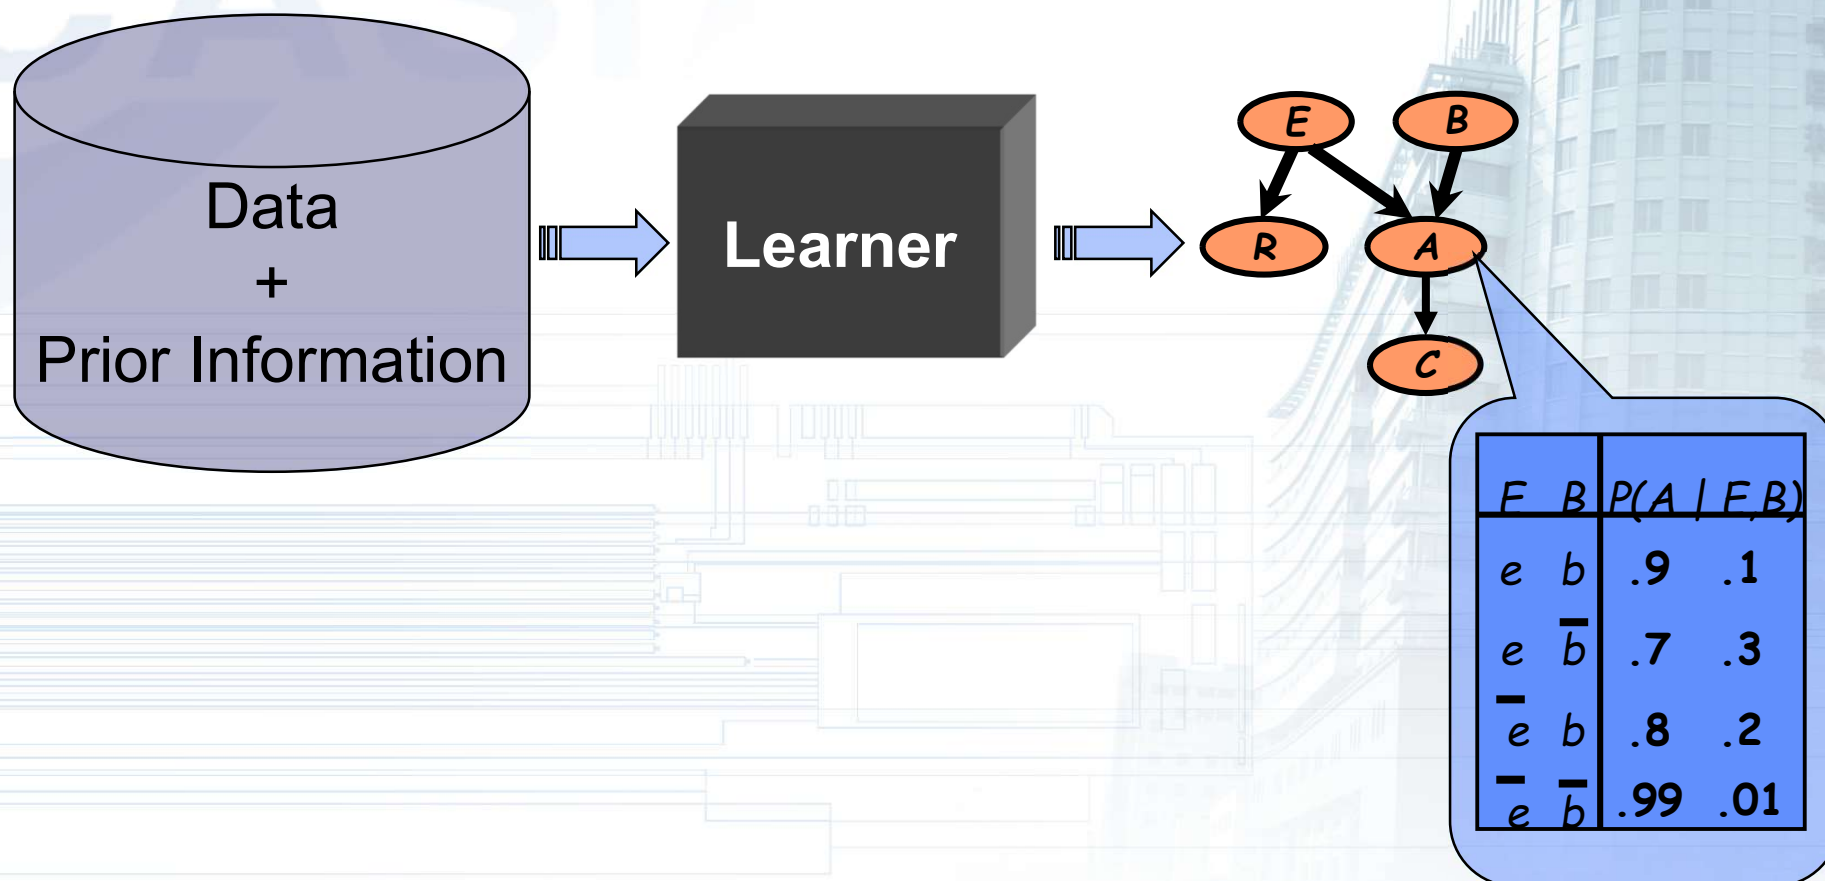 Data
+
Prior Information
Learner
E B
R A
C
E B P(A | E,B)
e b .9 .1
e b̅ .7 .3
e̅ b .8 .2
e̅ b̅ .99 .01